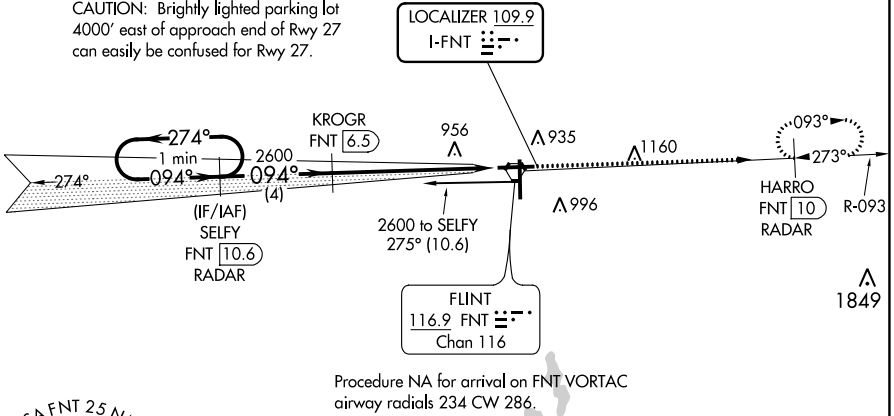 CAUTION: Brightly lighted parking lot
4000' east of approach end of Rwy 27
can easily be confused for Rwy 27.
LOCALIZER 109.9
I-FNT
274°
1 min
094°
274°
2600
094°
(4)
KROGR
FNT 6.5
956
935
1160
996
093°
273°
HARRO
FNT 10
RADAR
R-093
1849
(IF/IAF)
SELFY
FNT 10.6
RADAR
2600 to SELFY
275° (10.6)
FLINT
116.9 FNT
Chan 116
Procedure NA for arrival on FNT VORTAC
airway radials 234 CW 286.
FNT 25